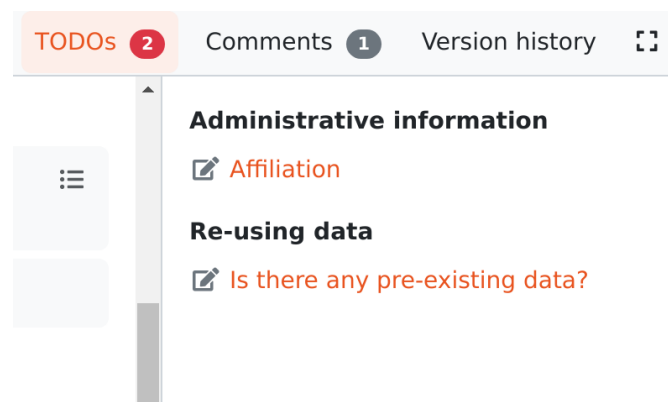 TODOs 2 Comments 1 Version history
Administrative information
Affiliation
Re-using data
Is there any pre-existing data?